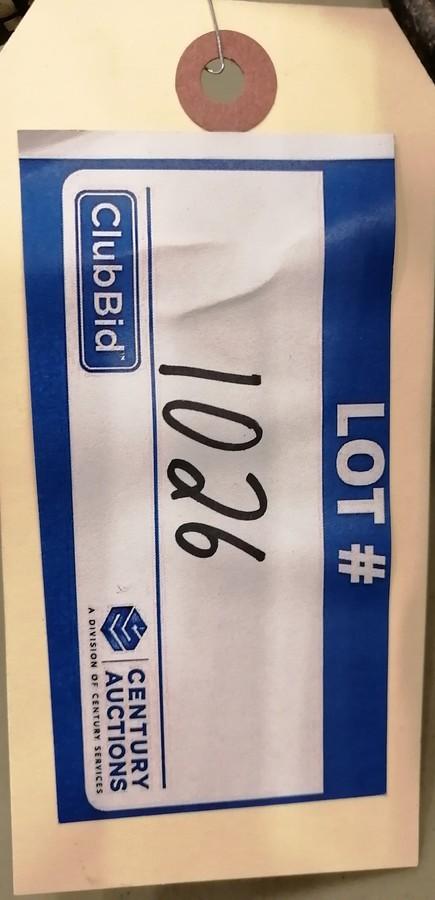 LOT #
1026
ClubBid™
CENTURY
AUCTIONS
A DIVISION OF CENTURY SERVICES